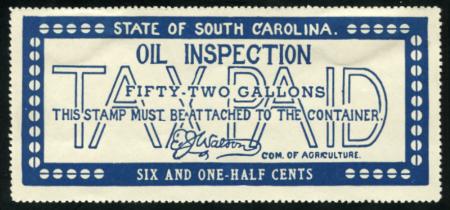 STATE OF SOUTH CAROLINA.
OIL INSPECTION
TAX PAID
FIFTY-TWO GALLONS
THIS STAMP MUST BE ATTACHED TO THE CONTAINER.
E.J. Watson
COM. OF AGRICULTURE.
SIX AND ONE-HALF CENTS